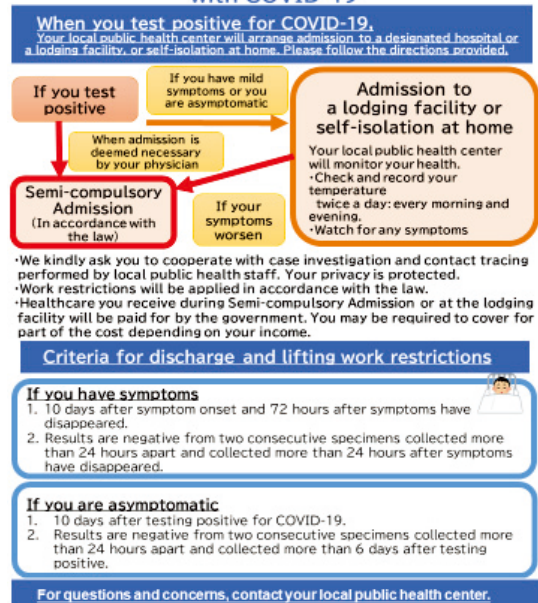 with COVID-19
When you test positive for COVID-19,
Your local public health center will arrange admission to a designated hospital or
a lodging facility, or self-isolation at home. Please follow the directions provided.
If you test
positive
If you have mild
symptoms or you
are asymptomatic
Admission to
a lodging facility or
self-isolation at home
Your local public health center
will monitor your health.
・Check and record your
temperature
twice a day: every morning and
evening.
・Watch for any symptoms
When admission is
deemed necessary
by your physician
Semi-compulsory
Admission
(In accordance with
the law)
If your
symptoms
worsen
・We kindly ask you to cooperate with case investigation and contact tracing
performed by local public health staff. Your privacy is protected.
・Work restrictions will be applied in accordance with the law.
・Healthcare you receive during Semi-compulsory Admission or at the lodging
facility will be paid for by the government. You may be required to cover for
part of the cost depending on your income.
Criteria for discharge and lifting work restrictions
If you have symptoms
1. 10 days after symptom onset and 72 hours after symptoms have
disappeared.
2. Results are negative from two consecutive specimens collected more
than 24 hours apart and collected more than 24 hours after symptoms
have disappeared.
If you are asymptomatic
1. 10 days after testing positive for COVID-19.
2. Results are negative from two consecutive specimens collected more
than 24 hours apart and collected more than 6 days after testing
positive.
For questions and concerns, contact your local public health center.